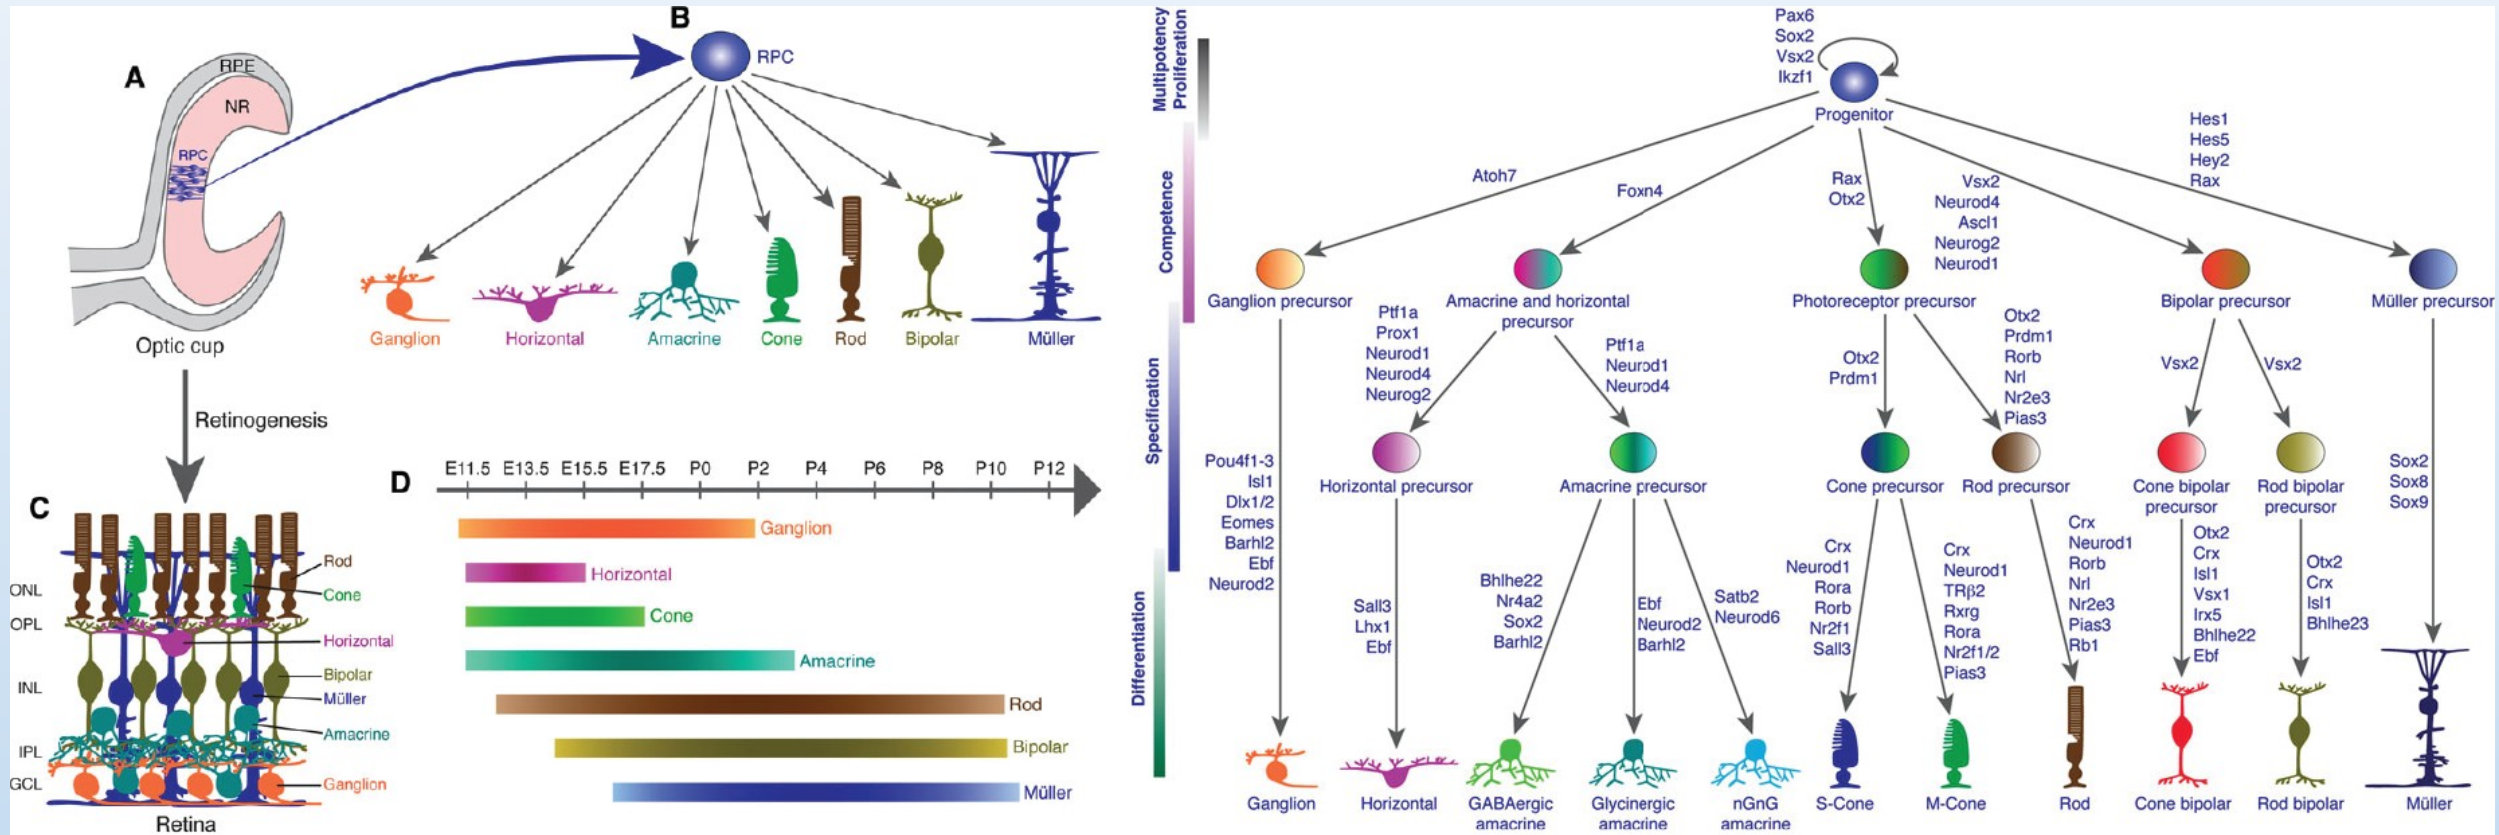 A
RPE
NR
RPC
Optic cup
Retinogenesis
B
RPC
Ganglion
Horizontal
Amacrine
Cone
Rod
Bipolar
Müller
C
ONL
OPL
INL
IPL
GCL
Rod
Cone
Horizontal
Bipolar
Müller
Amacrine
Ganglion
Retina
D
E11.5 E13.5 E15.5 E17.5 P0 P2 P4 P6 P8 P10 P12
Ganglion
Horizontal
Cone
Amacrine
Rod
Bipolar
Müller
Multipotency
Proliferation
Competence
Specification
Differentiation
Pax6
Sox2
Vsx2
Ikzf1
Progenitor
Atoh7
Foxn4
Rax
Otx2
Vsx2
Neurod4
Ascl1
Neurog2
Neurod1
Hes1
Hes5
Hey2
Rax
Ganglion precursor
Amacrine and horizontal
precursor
Photoreceptor precursor
Bipolar precursor
Müller precursor
Ptf1a
Prox1
Neurod1
Neurod4
Neurog2
Ptf1a
Neurod1
Neurod4
Otx2
Prdm1
Otx2
Prdm1
Rorb
Nrl
Nr2e3
Pias3
Vsx2
Vsx2
Horizontal precursor
Amacrine precursor
Cone precursor
Rod precursor
Cone bipolar
precursor
Rod bipolar
precursor
Pou4f1-3
Isl1
Dlx1/2
Eomes
Barhl2
Ebf
Neurod2
Sall3
Lhx1
Ebf
Bhlhe22
Nr4a2
Sox2
Barhl2
Ebf
Neurod2
Barhl2
Satb2
Neurod6
Crx
Neurod1
Rora
Rorb
Nr2f1
Sall3
Crx
Neurod1
TRβ2
Rxrg
Rora
Nr2f1/2
Pias3
Crx
Neurod1
Rorb
Nrl
Nr2e3
Pias3
Rb1
Otx2
Crx
Isl1
Vsx1
Irx5
Bhlhe22
Ebf
Otx2
Crx
Isl1
Bhlhe23
Sox2
Sox8
Sox9
Ganglion
Horizontal
GABAergic
amacrine
Glycinergic
amacrine
nGnG
amacrine
S-Cone
M-Cone
Rod
Cone bipolar
Rod bipolar
Müller